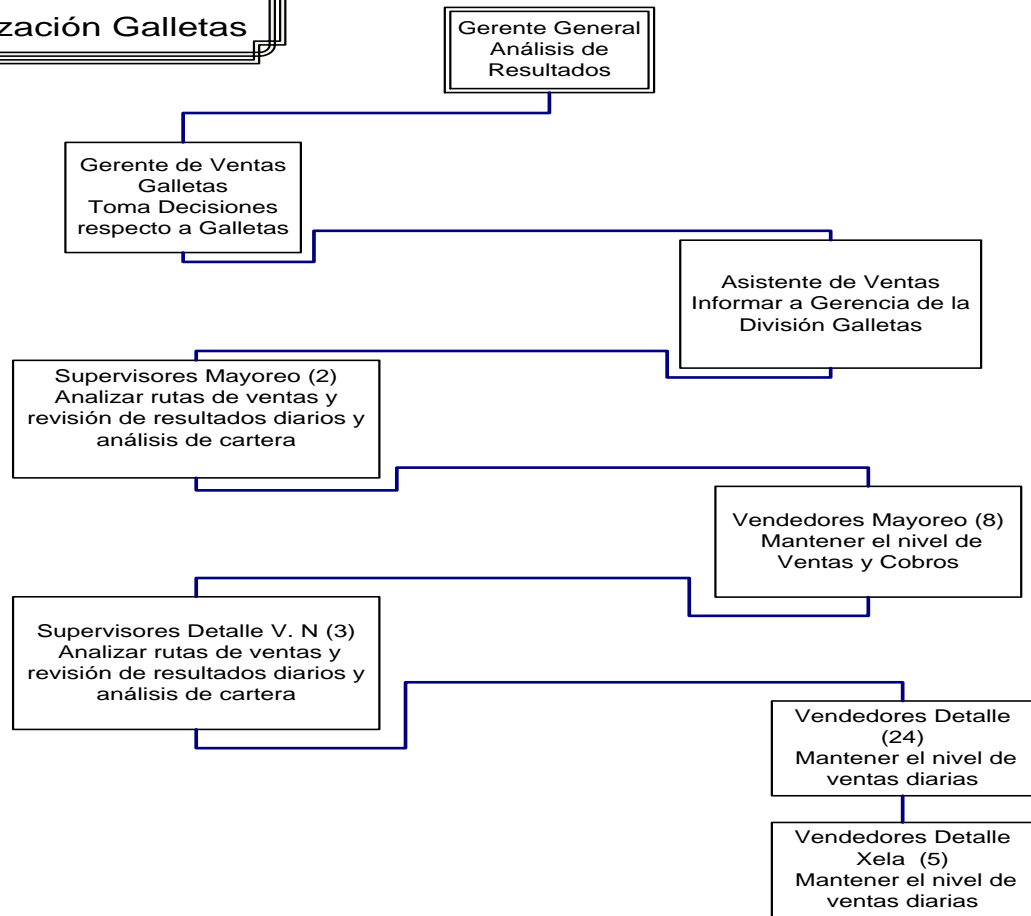 zación Galletas
Gerente General
Análisis de
Resultados
Gerente de Ventas
Galletas
Toma Decisiones
respecto a Galletas
Asistente de Ventas
Informar a Gerencia de la
División Galletas
Supervisores Mayoreo (2)
Analizar rutas de ventas y
revisión de resultados diarios y
análisis de cartera
Vendedores Mayoreo (8)
Mantener el nivel de
Ventas y Cobros
Supervisores Detalle V. N (3)
Analizar rutas de ventas y
revisión de resultados diarios y
análisis de cartera
Vendedores Detalle
(24)
Mantener el nivel de
ventas diarias
Vendedores Detalle
Xela (5)
Mantener el nivel de
ventas diarias